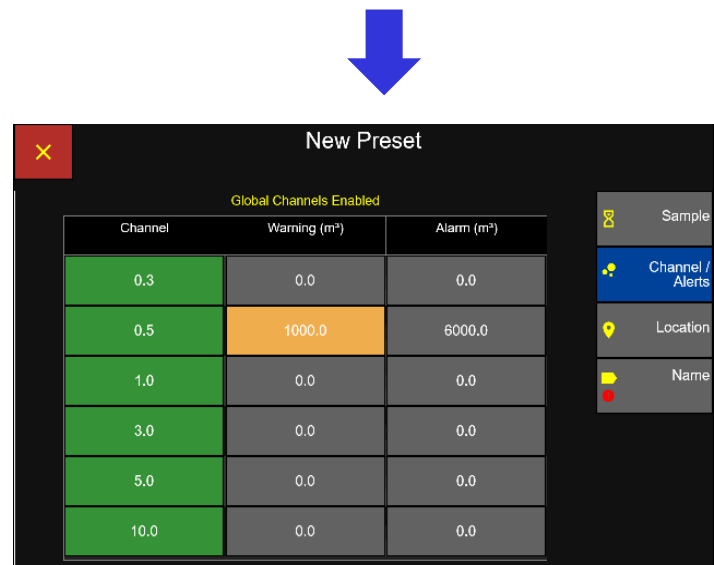 New Preset
Global Channels Enabled
Channel Warning (m³) Alarm (m³)
0.3 0.0 0.0
0.5 1000.0 6000.0
1.0 0.0 0.0
3.0 0.0 0.0
5.0 0.0 0.0
10.0 0.0 0.0
Sample
Channel /
Alerts
Location
Name